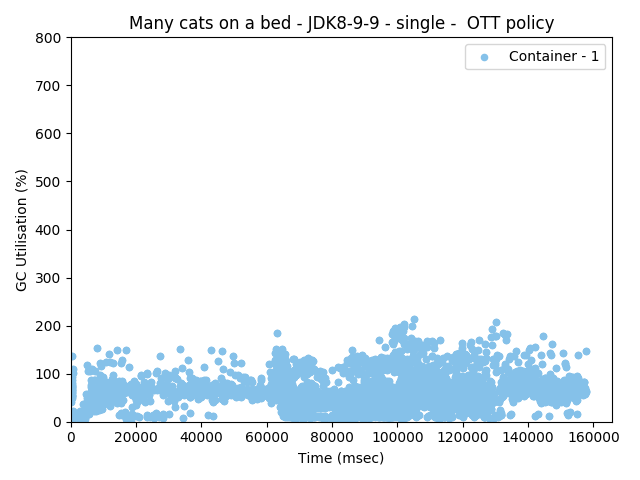 Many cats on a bed - JDK8-9-9 - single -  OTT policy
800
700
600
500
400
300
200
100
0
GC Utilisation (%)
Container - 1
0 20000 40000 60000 80000 100000 120000 140000 160000
Time (msec)